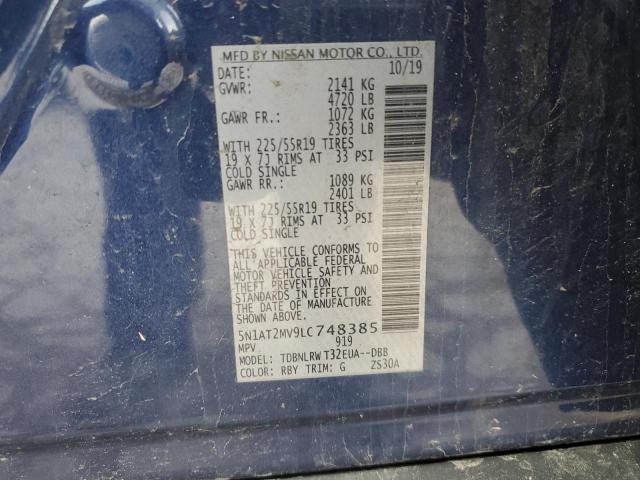 MFD BY NISSAN MOTOR CO., LTD.
DATE: 10/19
GVWR: 2141 KG
4720 LB
GAWR FR.: 1072 KG
2363 LB
WITH 225/55R19 TIRES
19 X 7J RIMS AT 33 PSI
COLD SINGLE
GAWR RR.: 1089 KG
2401 LB
WITH 225/55R19 TIRES
19 X 7J RIMS AT 33 PSI
COLD SINGLE
THIS VEHICLE CONFORMS TO
ALL APPLICABLE FEDERAL
MOTOR VEHICLE SAFETY AND
THEFT PREVENTION
STANDARDS IN EFFECT ON
THE DATE OF MANUFACTURE
SHOWN ABOVE.
5N1AT2MV9LC748385
MPV 919
MODEL: TDBNLRW T32EUA--DBB
COLOR: RBY TRIM: G ZS30A